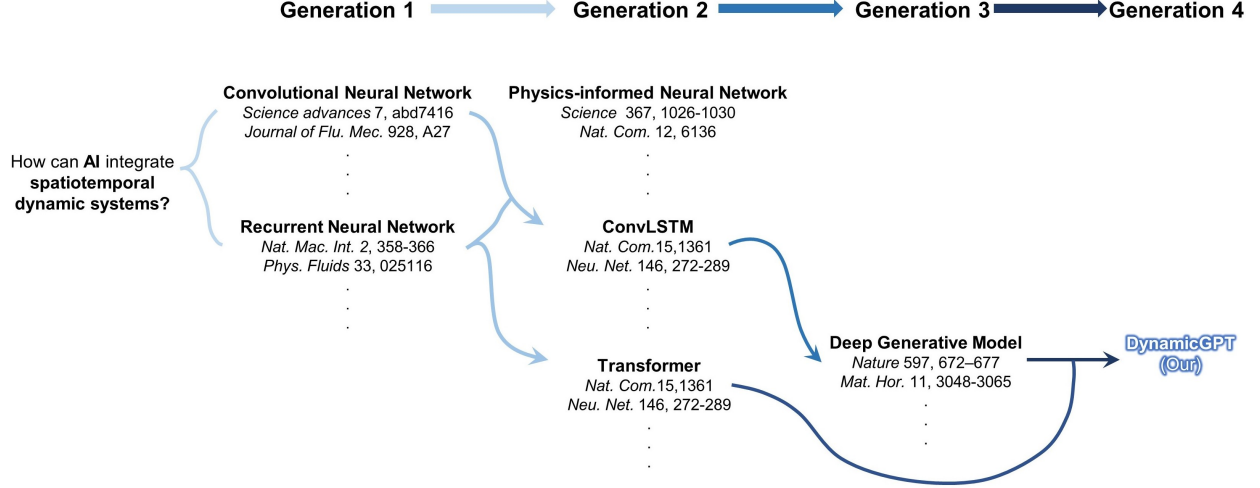 Generation 1
Generation 2
Generation 3
Generation 4
How can AI integrate
spatiotemporal
dynamic systems?
Convolutional Neural Network
Science advances 7, abd7416
Journal of Flu. Mec. 928, A27
Recurrent Neural Network
Nat. Mac. Int. 2, 358-366
Phys. Fluids 33, 025116
Physics-informed Neural Network
Science 367, 1026-1030
Nat. Com. 12, 6136
ConvLSTM
Nat. Com.15,1361
Neu. Net. 146, 272-289
Transformer
Nat. Com.15,1361
Neu. Net. 146, 272-289
Deep Generative Model
Nature 597, 672–677
Mat. Hor. 11, 3048-3065
DynamicGPT
(Our)